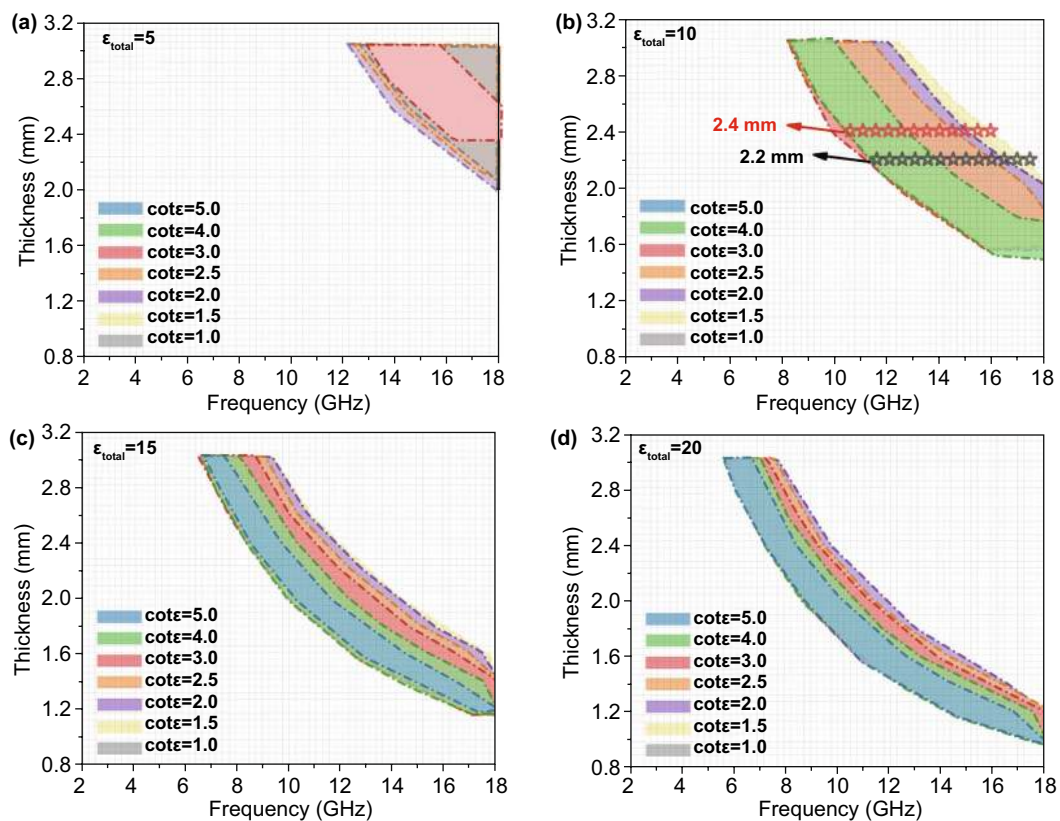 (a)
ε_total=5
3.2
2.8
2.4
2.0
1.6
1.2
0.8
Thickness (mm)
cotε=5.0
cotε=4.0
cotε=3.0
cotε=2.5
cotε=2.0
cotε=1.5
cotε=1.0
2 4 6 8 10 12 14 16 18
Frequency (GHz)
(b)
ε_total=10
3.2
2.8
2.4
2.0
1.6
1.2
0.8
Thickness (mm)
2.4 mm
2.2 mm
cotε=5.0
cotε=4.0
cotε=3.0
cotε=2.5
cotε=2.0
cotε=1.5
cotε=1.0
2 4 6 8 10 12 14 16 18
Frequency (GHz)
(c)
ε_total=15
3.2
2.8
2.4
2.0
1.6
1.2
0.8
Thickness (mm)
cotε=5.0
cotε=4.0
cotε=3.0
cotε=2.5
cotε=2.0
cotε=1.5
cotε=1.0
2 4 6 8 10 12 14 16 18
Frequency (GHz)
(d)
ε_total=20
3.2
2.8
2.4
2.0
1.6
1.2
0.8
Thickness (mm)
cotε=5.0
cotε=4.0
cotε=3.0
cotε=2.5
cotε=2.0
cotε=1.5
cotε=1.0
2 4 6 8 10 12 14 16 18
Frequency (GHz)